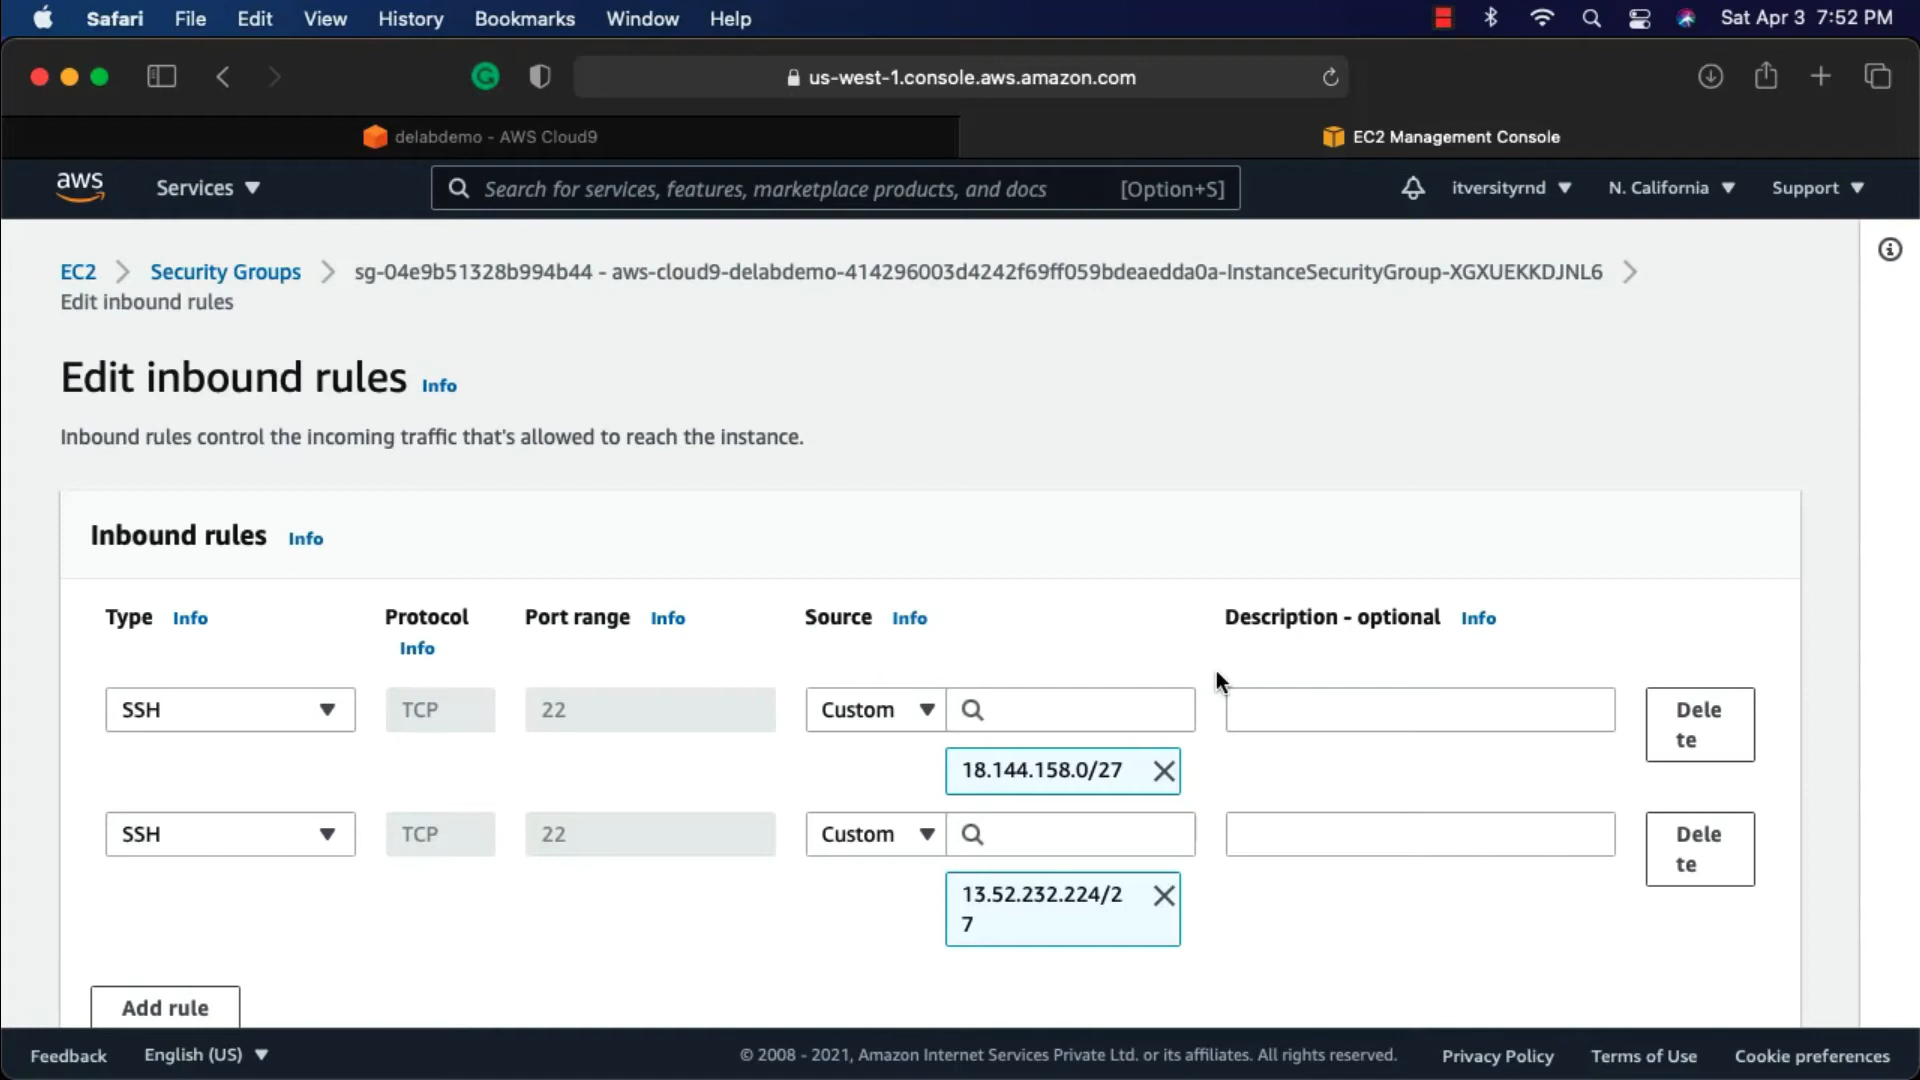 Safari File Edit View History Bookmarks Window Help Sat Apr 3 7:52 PM
us-west-1.console.aws.amazon.com
delabdemo - AWS Cloud9 EC2 Management Console
aws Services Search for services, features, marketplace products, and docs [Option+S] itversityrnd N. California Support
EC2 Security Groups sg-04e9b51328b994b44 - aws-cloud9-delabdemo-414296003d4242f69ff059bdeaedda0a-InstanceSecurityGroup-XGXUEKKDJNL6
Edit inbound rules
Edit inbound rules Info
Inbound rules control the incoming traffic that's allowed to reach the instance.
Inbound rules Info
Type Info Protocol Port range Info Source Info Description - optional Info
Info
SSH TCP 22 Custom Dele
te
18.144.158.0/27
SSH TCP 22 Custom Dele
te
13.52.232.224/2
7
Add rule
Feedback English (US) © 2008 - 2021, Amazon Internet Services Private Ltd. or its affiliates. All rights reserved. Privacy Policy Terms of Use Cookie preferences